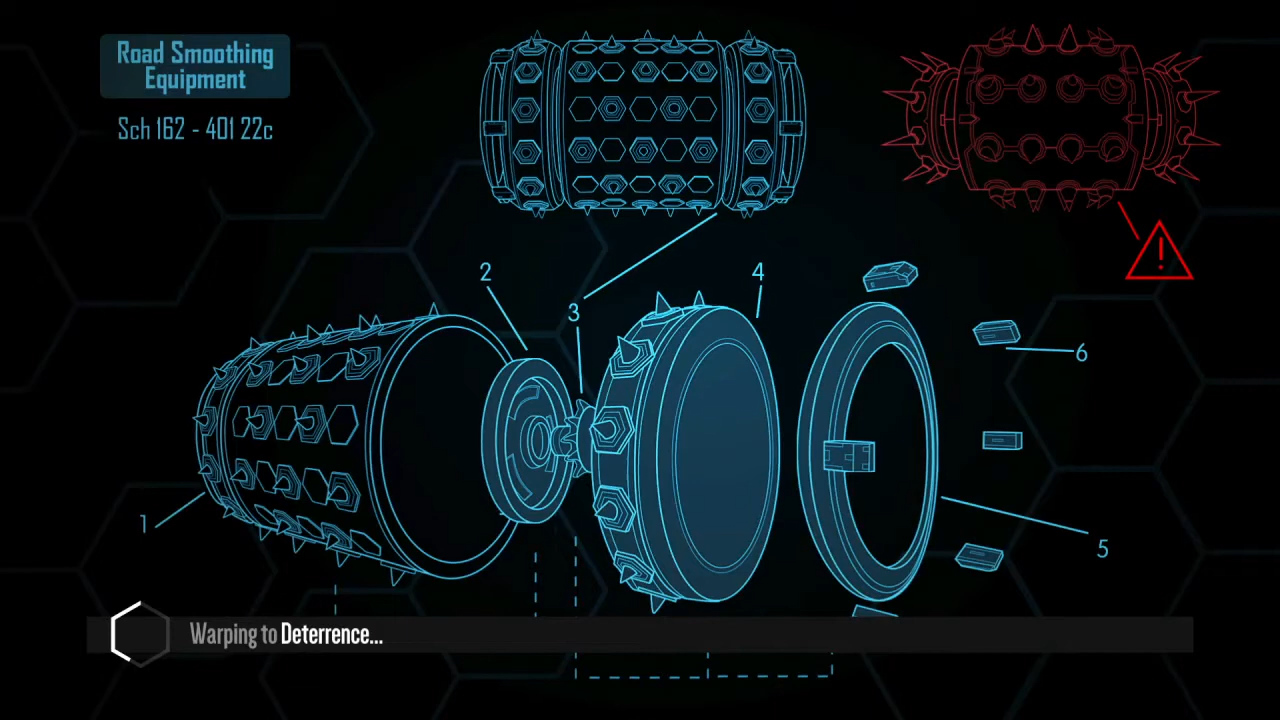 Road Smoothing
Equipment
Sch 162 - 401 22c
!
2
4
3
6
1
5
Warping to Deterrence...